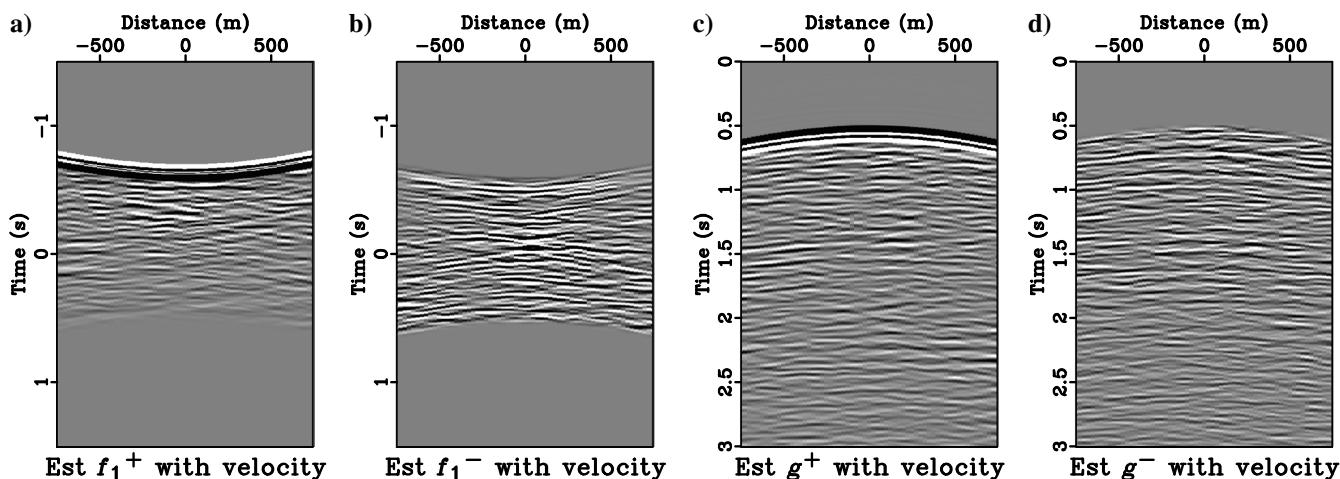 a)
Distance (m)
−500 0 500
Time (s)
−1
0
1
Est f₁⁺ with velocity
b)
Distance (m)
−500 0 500
Time (s)
−1
0
1
Est f₁⁻ with velocity
c)
Distance (m)
−500 0 500
Time (s)
0
0.5
1
1.5
2
2.5
3
Est g⁺ with velocity
d)
Distance (m)
−500 0 500
Time (s)
0
0.5
1
1.5
2
2.5
3
Est g⁻ with velocity